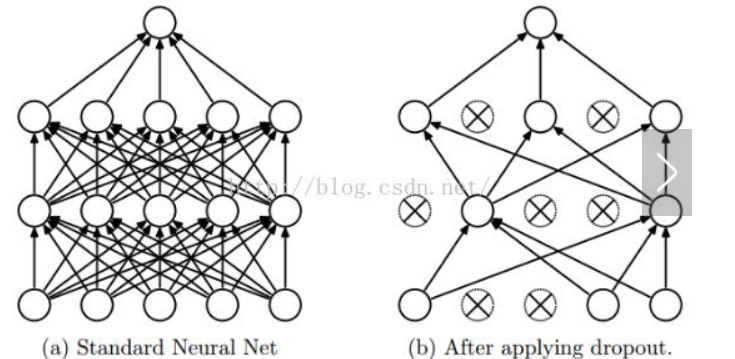 http://blog.csdn.net/
(a) Standard Neural Net
(b) After applying dropout.